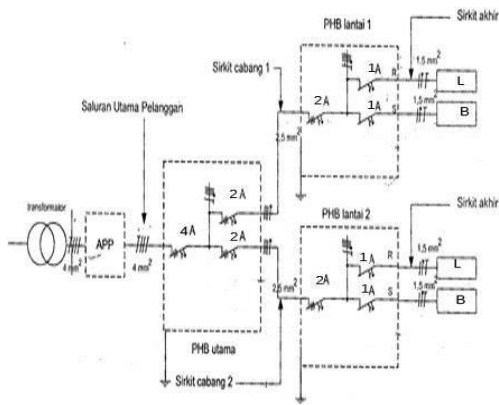 PHB lantai 1
Sirkit akhir
Sirkit cabang 1
1A
R
1,5 mm²
L
2A
1A
S
1,5 mm²
B
Saluran Utama Pelanggan
2,5 mm²
transformator
APP
4 mm²
4 mm²
4A
2A
2A
PHB utama
2,5 mm²
Sirkit cabang 2
PHB lantai 2
Sirkit akhir
1A
R
1,5 mm²
L
2A
1A
S
1,5 mm²
B